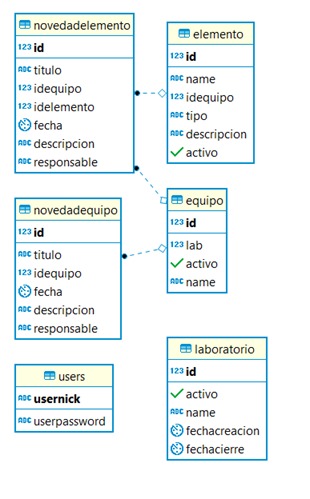 novedadelemento
123 id
ABC titulo
123 idequipo
123 idelemento
fecha
ABC descripcion
ABC responsable
elemento
123 id
ABC name
123 idequipo
ABC tipo
ABC descripcion
activo
novedadequipo
123 id
ABC titulo
123 idequipo
fecha
ABC descripcion
ABC responsable
equipo
123 id
123 lab
activo
ABC name
users
ABC usernick
ABC userpassword
laboratorio
123 id
activo
ABC name
fechacreacion
fechacierre